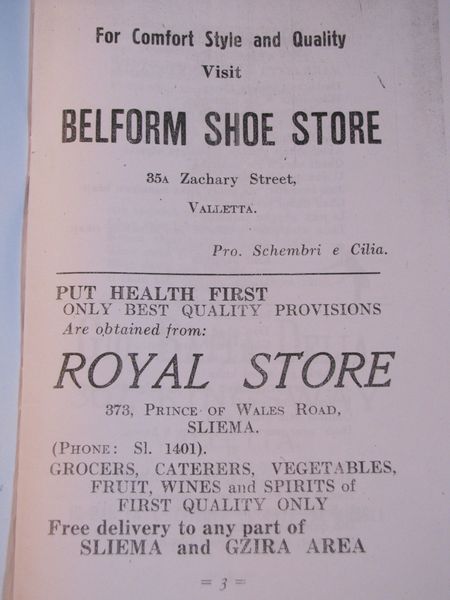 For Comfort Style and Quality
Visit
BELFORM SHOE STORE
35A Zachary Street,
VALLETTA.
Pro. Schembri e Cilia.
PUT HEALTH FIRST
ONLY BEST QUALITY PROVISIONS
Are obtained from:
ROYAL STORE
373, PRINCE OF WALES ROAD,
SLIEMA.
(PHONE: Sl. 1401).
GROCERS, CATERERS, VEGETABLES,
FRUIT, WINES and SPIRITS of
FIRST QUALITY ONLY
Free delivery to any part of
SLIEMA and GZIRA AREA
= 3 =